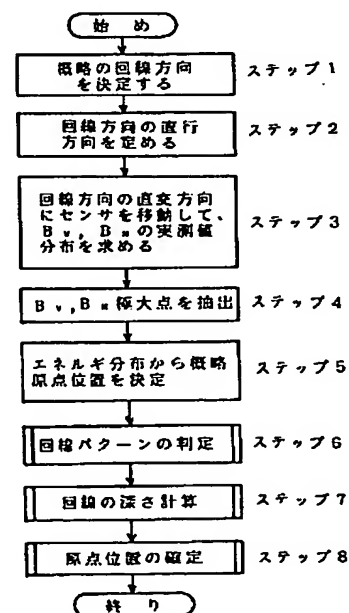 始め
概略の回線方向
を決定する
ステップ1
回線方向の直行
方向を定める
ステップ2
回線方向の直交方向
にセンサを移動して、
Bv, Bнの実測値
分布を求める
ステップ3
Bv,Bн極大点を抽出
ステップ4
エネルギ分布から概略
原点位置を決定
ステップ5
回線パターンの判定
ステップ6
回線の深さ計算
ステップ7
原点位置の確定
ステップ8
終り